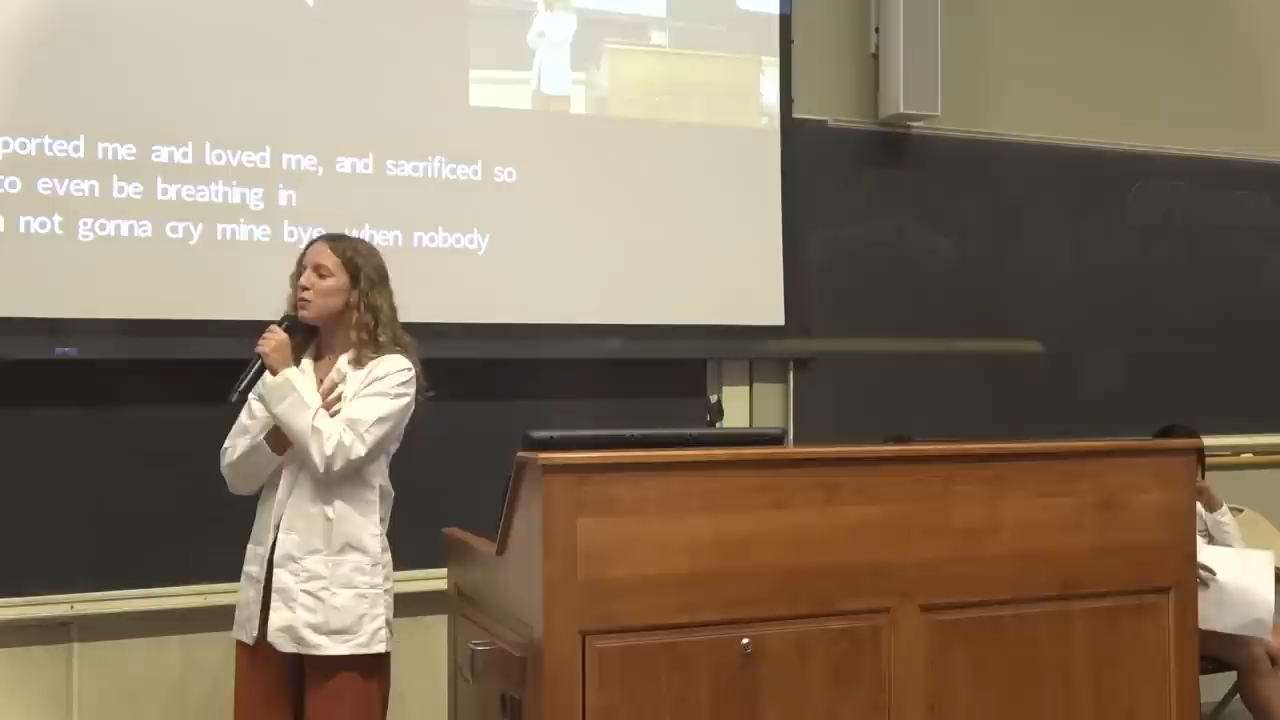 ported me and loved me, and sacrificed so
to even be breathing in
not gonna cry mine bye, when nobody